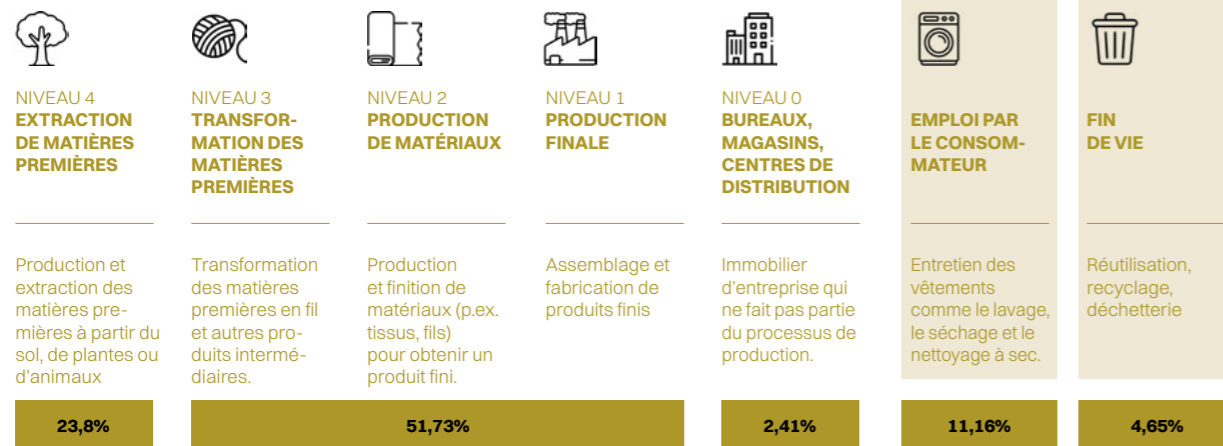 NIVEAU 4
EXTRACTION
DE MATIÈRES
PREMIÈRES
Production et
extraction des
matières pre-
mières à partir du
sol, de plantes ou
d'animaux
NIVEAU 3
TRANSFOR-
MATION DES
MATIÈRES
PREMIÈRES
Transformation
des matières
premières en fil
et autres pro-
duits intermé-
diaires.
NIVEAU 2
PRODUCTION
DE MATÉRIAUX
Production
et finition de
matériaux (p.ex.
tissus, fils)
pour obtenir un
produit fini.
NIVEAU 1
PRODUCTION
FINALE
Assemblage et
fabrication de
produits finis
NIVEAU 0
BUREAUX,
MAGASINS,
CENTRES DE
DISTRIBUTION
Immobilier
d'entreprise qui
ne fait pas partie
du processus de
production.
EMPLOI PAR
LE CONSOM-
MATEUR
Entretien des
vêtements
comme le lavage,
le séchage et le
nettoyage à sec.
FIN
DE VIE
Réutilisation,
recyclage,
déchetterie
23,8%
51,73%
2,41%
11,16%
4,65%